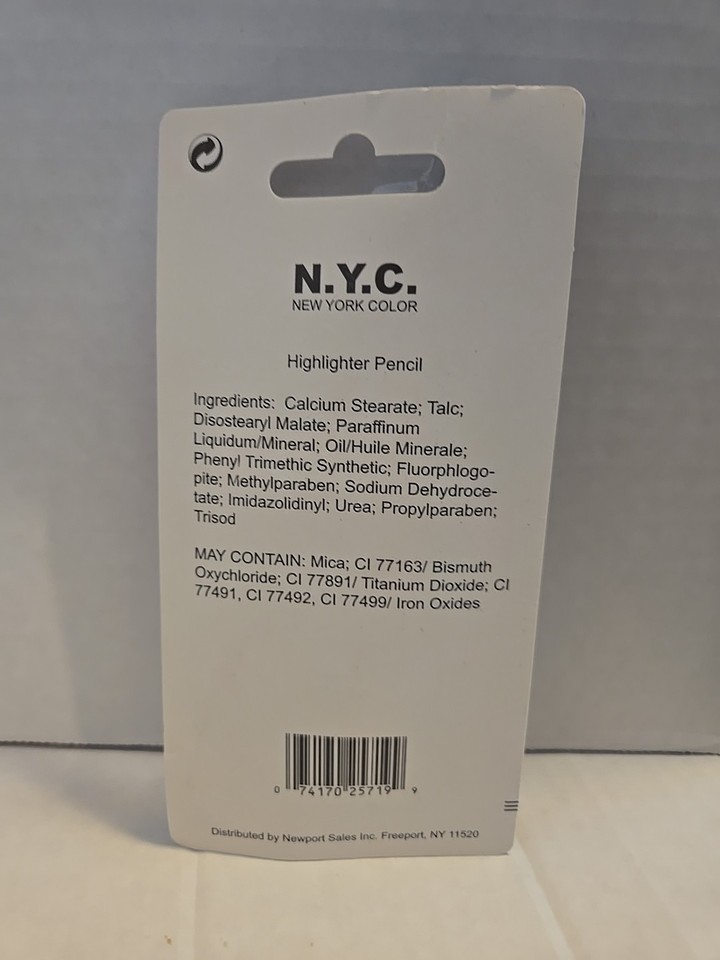 N.Y.C.
NEW YORK COLOR
Highlighter Pencil
Ingredients: Calcium Stearate; Talc;
Disostearyl Malate; Paraffinum
Liquidum/Mineral; Oil/Huile Minerale;
Phenyl Trimethic Synthetic; Fluorphlogo-
pite; Methylparaben; Sodium Dehydroce-
tate; Imidazolidinyl; Urea; Propylparaben;
Trisod
MAY CONTAIN: Mica; CI 77163/ Bismuth
Oxychloride; CI 77891/ Titanium Dioxide; CI
77491, CI 77492, CI 77499/ Iron Oxides
0 74170 25719 9
Distributed by Newport Sales Inc. Freeport, NY 11520